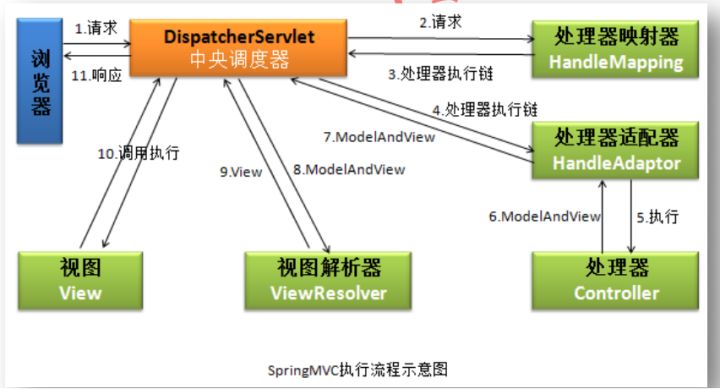 1.请求
浏
览
器
11.响应
DispatcherServlet
中央调度器
2.请求
3.处理器执行链
处理器映射器
HandleMapping
4.处理器执行链
7.ModelAndView
处理器适配器
HandleAdaptor
10.调用执行
9.View
8.ModelAndView
6.ModelAndView
5.执行
视图
View
视图解析器
ViewResolver
处理器
Controller
SpringMVC执行流程示意图